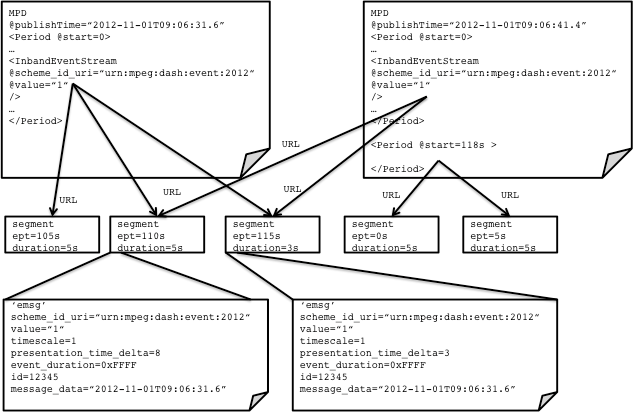 MPD
@publishTime=“2012-11-01T09:06:31.6”
<Period @start=0>
…
<InbandEventStream
@scheme_id_uri=“urn:mpeg:dash:event:2012”
@value=“1”
/>
…
</Period>
MPD
@publishTime=“2012-11-01T09:06:41.4”
<Period @start=0>
…
<InbandEventStream
@scheme_id_uri=“urn:mpeg:dash:event:2012”
@value=“1”
/>
…
</Period>
<Period @start=118s >
</Period>
URL
URL
URL
URL
URL
URL
segment
ept=105s
duration=5s
segment
ept=110s
duration=5s
segment
ept=115s
duration=3s
segment
ept=0s
duration=5s
segment
ept=5s
duration=5s
‘emsg’
scheme_id_uri=“urn:mpeg:dash:event:2012”
value=“1”
timescale=1
presentation_time_delta=8
event_duration=0xFFFF
id=12345
message_data=“2012-11-01T09:06:31.6”
‘emsg’
scheme_id_uri=“urn:mpeg:dash:event:2012”
value=“1”
timescale=1
presentation_time_delta=3
event_duration=0xFFFF
id=12345
message_data=“2012-11-01T09:06:31.6”